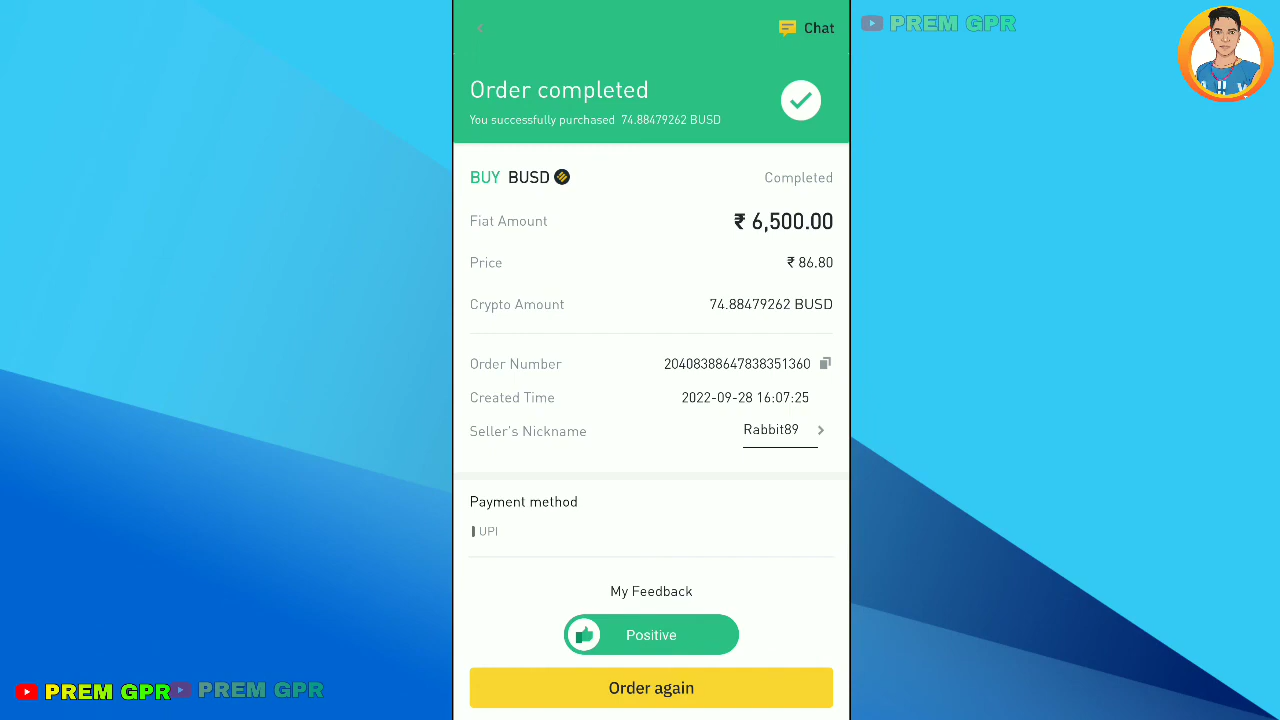 Chat
PREM GPR
Order completed
You successfully purchased 74.88479262 BUSD
BUY BUSD
Completed
Fiat Amount
₹ 6,500.00
Price
₹ 86.80
Crypto Amount
74.88479262 BUSD
Order Number
20408388647838351360
Created Time
2022-09-28 16:07:25
Seller's Nickname
Rabbit89
Payment method
UPI
My Feedback
Positive
Order again
PREM GPR
PREM GPR